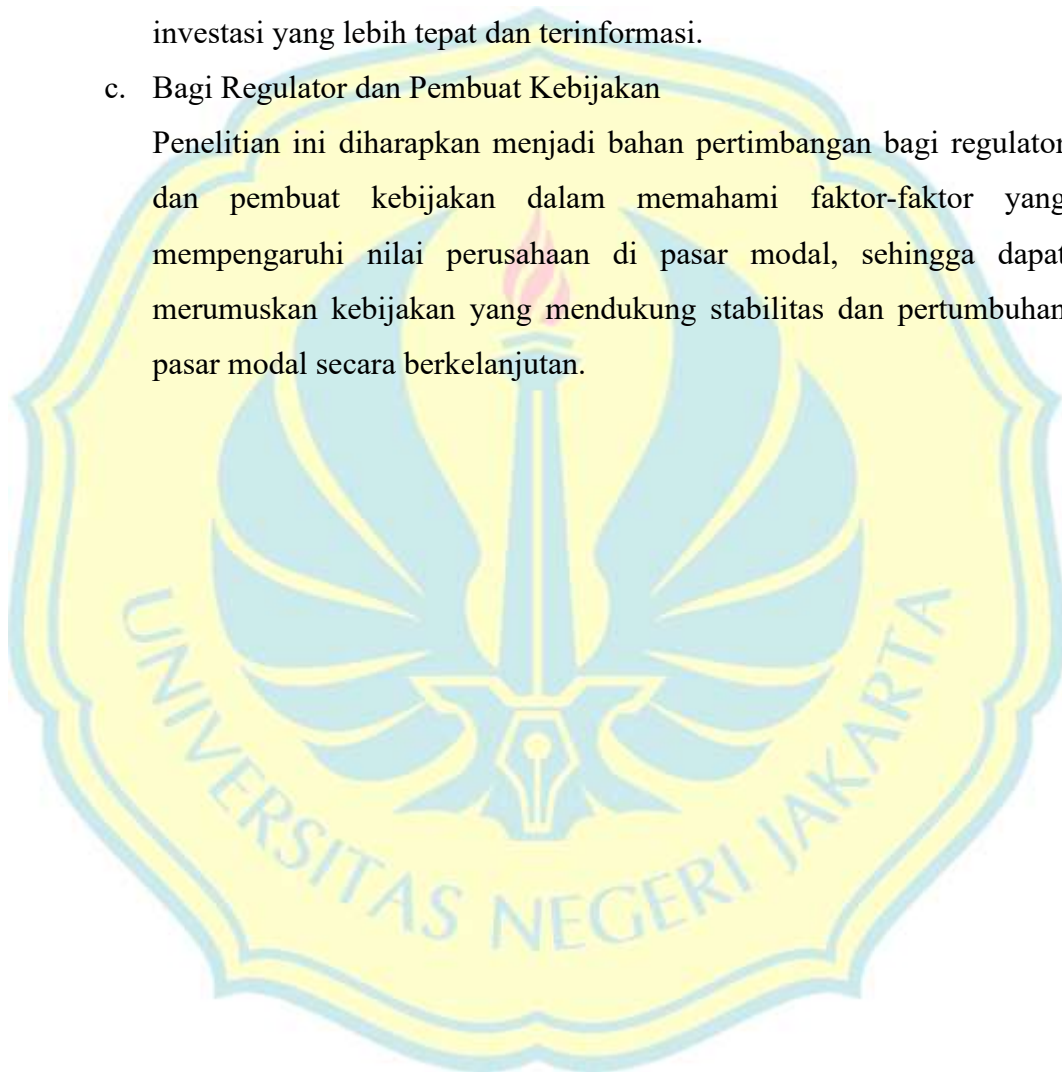 investasi yang lebih tepat dan terinformasi.
c. Bagi Regulator dan Pembuat Kebijakan
Penelitian ini diharapkan menjadi bahan pertimbangan bagi regulator
dan pembuat kebijakan dalam memahami faktor-faktor yang
mempengaruhi nilai perusahaan di pasar modal, sehingga dapat
merumuskan kebijakan yang mendukung stabilitas dan pertumbuhan
pasar modal secara berkelanjutan.
UNIVERSITAS NEGERI JAKARTA